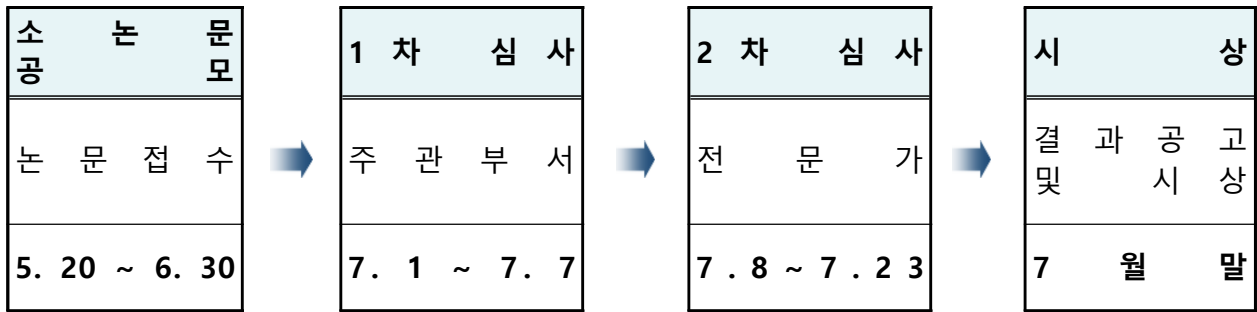 소 논 문
공 모
논 문 접 수
5. 20 ~ 6. 30
1 차 심 사
주 관 부 서
7. 1 ~ 7. 7
2 차 심 사
전 문 가
7.8~7.23
시 상
결 과 공 고
및 시 상
7 월 말